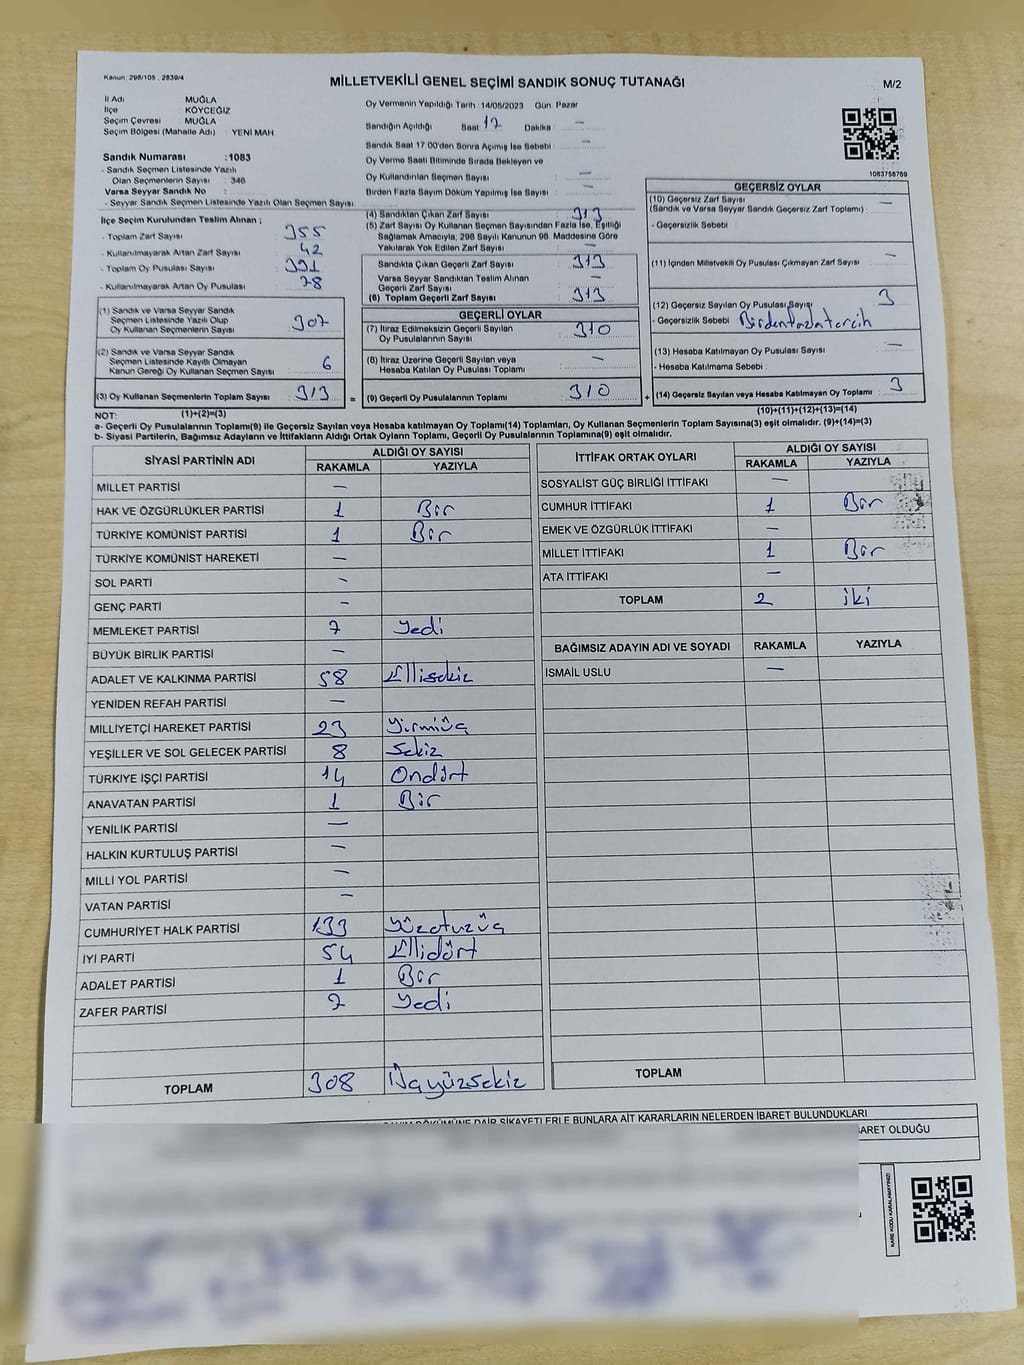 Kanun: 298/105 , 2839/4
MİLLETVEKİLİ GENEL SEÇİMİ SANDIK SONUÇ TUTANAĞI
M/2
İl Adı MUĞLA
İlçe KÖYCEĞİZ
Seçim Çevresi MUĞLA
Seçim Bölgesi (Mahalle Adı) : YENİ MAH.
Sandık Numarası :1083
- Sandık Seçmen Listesinde Yazılı
Olan Seçmenlerin Sayısı : 346
Varsa Seyyar Sandık No :
- Seyyar Sandık Seçmen Listesinde Yazılı Olan Seçmen Sayısı
Oy Vermenin Yapıldığı Tarih :14/05/2023 Gün: Pazar
Sandığın Açıldığı Saat 17 Dakika : —
Sandık Saat 17:00'den Sonra Açımış İse Sebebi : —
Oy Verme Saati Bitiminde Sırada Bekleyen ve
Oy Kullandırılan Seçmen Sayısı —
Birden Fazla Sayım Döküm Yapılmış İse Sayısı —
1083758769
İlçe Seçim Kurulundan Teslim Alınan ;
- Toplam Zarf Sayısı : 355
- Kullanılmayarak Artan Zarf Sayısı : 42
- Toplam Oy Pusulası Sayısı : 391
- Kullanılmayarak Artan Oy Pusulası : 78
(4) Sandıktan Çıkan Zarf Sayısı : 313
(5) Zarf Sayısı Oy Kullanan Seçmen Sayısından Fazla İse, Eşitliği
Sağlamak Amacıyla, 298 Sayılı Kanunun 98. Maddesine Göre
Yakılarak Yok Edilen Zarf Sayısı : —
Sandıkta Çıkan Geçerli Zarf Sayısı : 313
Varsa Seyyar Sandıktan Teslim Alınan
Geçerli Zarf Sayısı : —
(6) Toplam Geçerli Zarf Sayısı : 313
GEÇERSİZ OYLAR
(10) Geçersiz Zarf Sayısı
(Sandık ve Varsa Seyyar Sandık Geçersiz Zarf Toplamı) : —
- Geçersizlik Sebebi :
(11) İçinden Milletvekili Oy Pusulası Çıkmayan Zarf Sayısı : —
(12) Geçersiz Sayılan Oy Pusulası Sayısı : 3
- Geçersizlik Sebebi : Birden fazla tercih
(13) Hesaba Katılmayan Oy Pusulası Sayısı : —
- Hesaba Katılmama Sebebi :
(14) Geçersiz Sayılan veya Hesaba Katılmayan Oy Toplamı : 3
(1) Sandık ve Varsa Seyyar Sandık
Seçmen Listesinde Yazılı Olup
Oy Kullanan Seçmenlerin Sayısı : 307
(2) Sandık ve Varsa Seyyar Sandık
Seçmen Listesinde Kayıtlı Olmayan
Kanun Gereği Oy Kullanan Seçmen Sayısı : 6
(3) Oy Kullanan Seçmenlerin Toplam Sayısı : 313 =
GEÇERLİ OYLAR
(7) İtiraz Edilmeksizin Geçerli Sayılan
Oy Pusulalarının Sayısı : 310
(8) İtiraz Üzerine Geçerli Sayılan veya
Hesaba Katılan Oy Pusulası Toplamı : —
(9) Geçerli Oy Pusulalarının Toplamı : 310 +
NOT: (1)+(2)=(3) (10)+(11)+(12)+(13)=(14)
a- Geçerli Oy Pusulalarının Toplamı(9) ile Geçersiz Sayılan veya Hesaba katılmayan Oy Toplamı(14) Toplamları, Oy Kullanan Seçmenlerin Toplam Sayısına(3) eşit olmalıdır. (9)+(14)=(3)
b- Siyasi Partilerin, Bağımsız Adayların ve İttifakların Aldığı Ortak Oyların Toplamı, Geçerli Oy Pusulalarının Toplamına(9) eşit olmalıdır.
SİYASİ PARTİNİN ADI ALDIĞI OY SAYISI
RAKAMLA YAZIYLA
MİLLET PARTİSİ —
HAK VE ÖZGÜRLÜKLER PARTİSİ 1 Bir
TÜRKİYE KOMÜNİST PARTİSİ 1 Bir
TÜRKİYE KOMÜNİST HAREKETİ —
SOL PARTİ —
GENÇ PARTİ —
MEMLEKET PARTİSİ 7 Yedi
BÜYÜK BİRLİK PARTİSİ —
ADALET VE KALKINMA PARTİSİ 58 Ellisekiz
YENİDEN REFAH PARTİSİ —
MİLLİYETÇİ HAREKET PARTİSİ 23 Yirmiüç
YEŞİLLER VE SOL GELECEK PARTİSİ 8 Sekiz
TÜRKİYE İŞÇİ PARTİSİ 14 Ondört
ANAVATAN PARTİSİ 1 Bir
YENİLİK PARTİSİ —
HALKIN KURTULUŞ PARTİSİ —
MİLLİ YOL PARTİSİ —
VATAN PARTİSİ —
CUMHURİYET HALK PARTİSİ 133 Yüzotuzüç
İYİ PARTİ 54 Ellidört
ADALET PARTİSİ 1 Bir
ZAFER PARTİSİ 7 Yedi
TOPLAM 308 Üçyüzsekiz
İTTİFAK ORTAK OYLARI ALDIĞI OY SAYISI
RAKAMLA YAZIYLA
SOSYALİST GÜÇ BİRLİĞİ İTTİFAKI —
CUMHUR İTTİFAKI 1 Bir
EMEK VE ÖZGÜRLÜK İTTİFAKI —
MİLLET İTTİFAKI 1 Bir
ATA İTTİFAKI —
TOPLAM 2 iki
BAĞIMSIZ ADAYIN ADI VE SOYADI RAKAMLA YAZIYLA
İSMAİL USLU —
TOPLAM
DÖKÜMÜNE DAİR ŞİKAYETLERLE BUNLARA AİT KARARLARIN NELERDEN İBARET BULUNDUKLARI
BARET OLDUĞU
KARE KODU KARALAMAYINIZ!